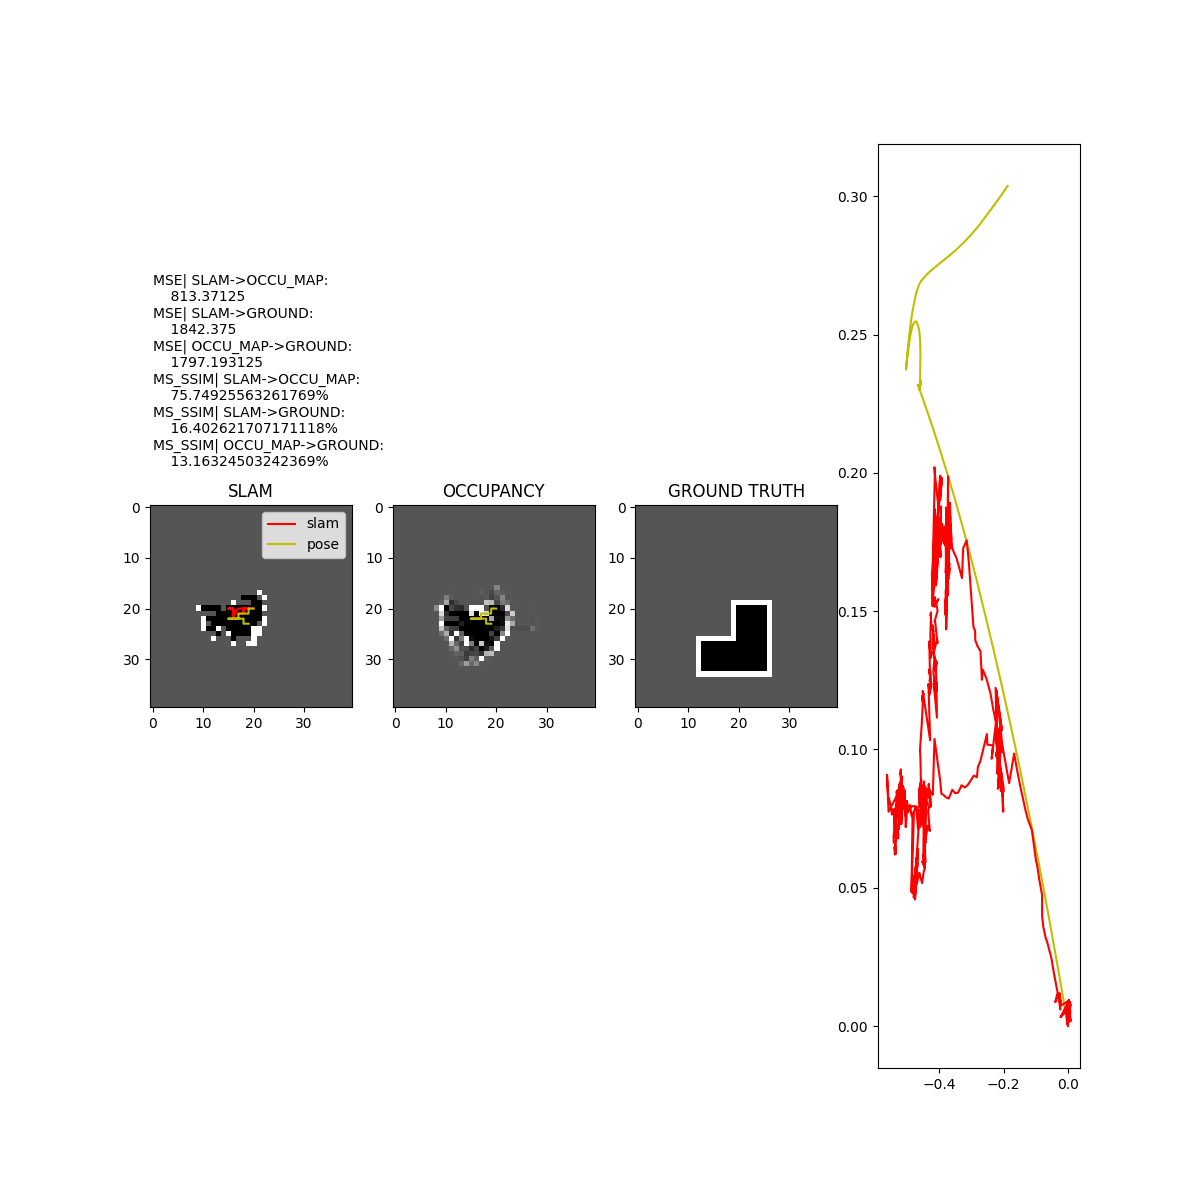 MSE| SLAM->OCCU_MAP:
813.37125
MSE| SLAM->GROUND:
1842.375
MSE| OCCU_MAP->GROUND:
1797.193125
MS_SSIM| SLAM->OCCU_MAP:
75.74925563261769%
MS_SSIM| SLAM->GROUND:
16.402621707171118%
MS_SSIM| OCCU_MAP->GROUND:
13.16324503242369%
SLAM
slam
pose
0
10
20
30
0 10 20 30
OCCUPANCY
0
10
20
30
0 10 20 30
GROUND TRUTH
0
10
20
30
0 10 20 30
0.30
0.25
0.20
0.15
0.10
0.05
0.00
−0.4 −0.2 0.0